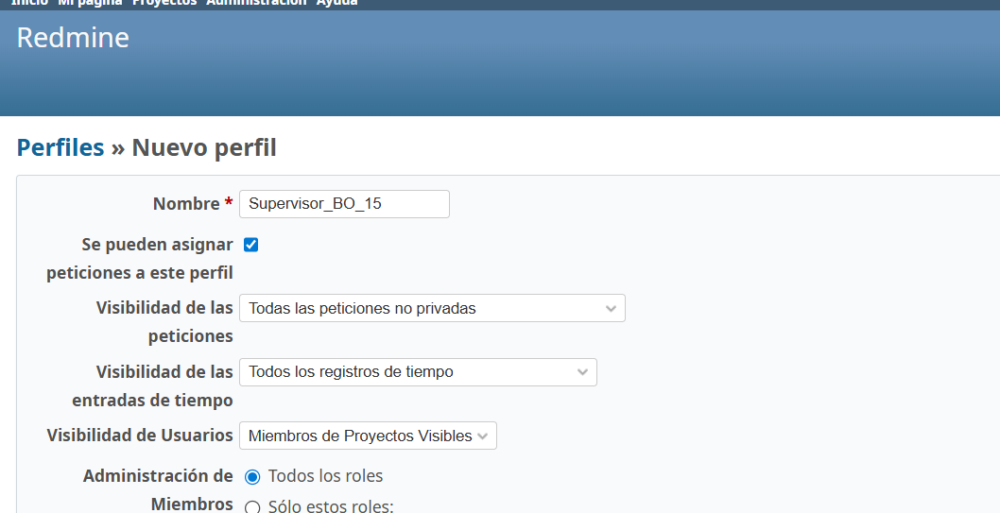 Inicio Mi página Proyectos Administración Ayuda
Redmine
Perfiles » Nuevo perfil
Nombre * Supervisor_BO_15
Se pueden asignar
peticiones a este perfil
Visibilidad de las Todas las peticiones no privadas
peticiones
Visibilidad de las Todos los registros de tiempo
entradas de tiempo
Visibilidad de Usuarios Miembros de Proyectos Visibles
Administración de Todos los roles
Miembros Sólo estos roles: